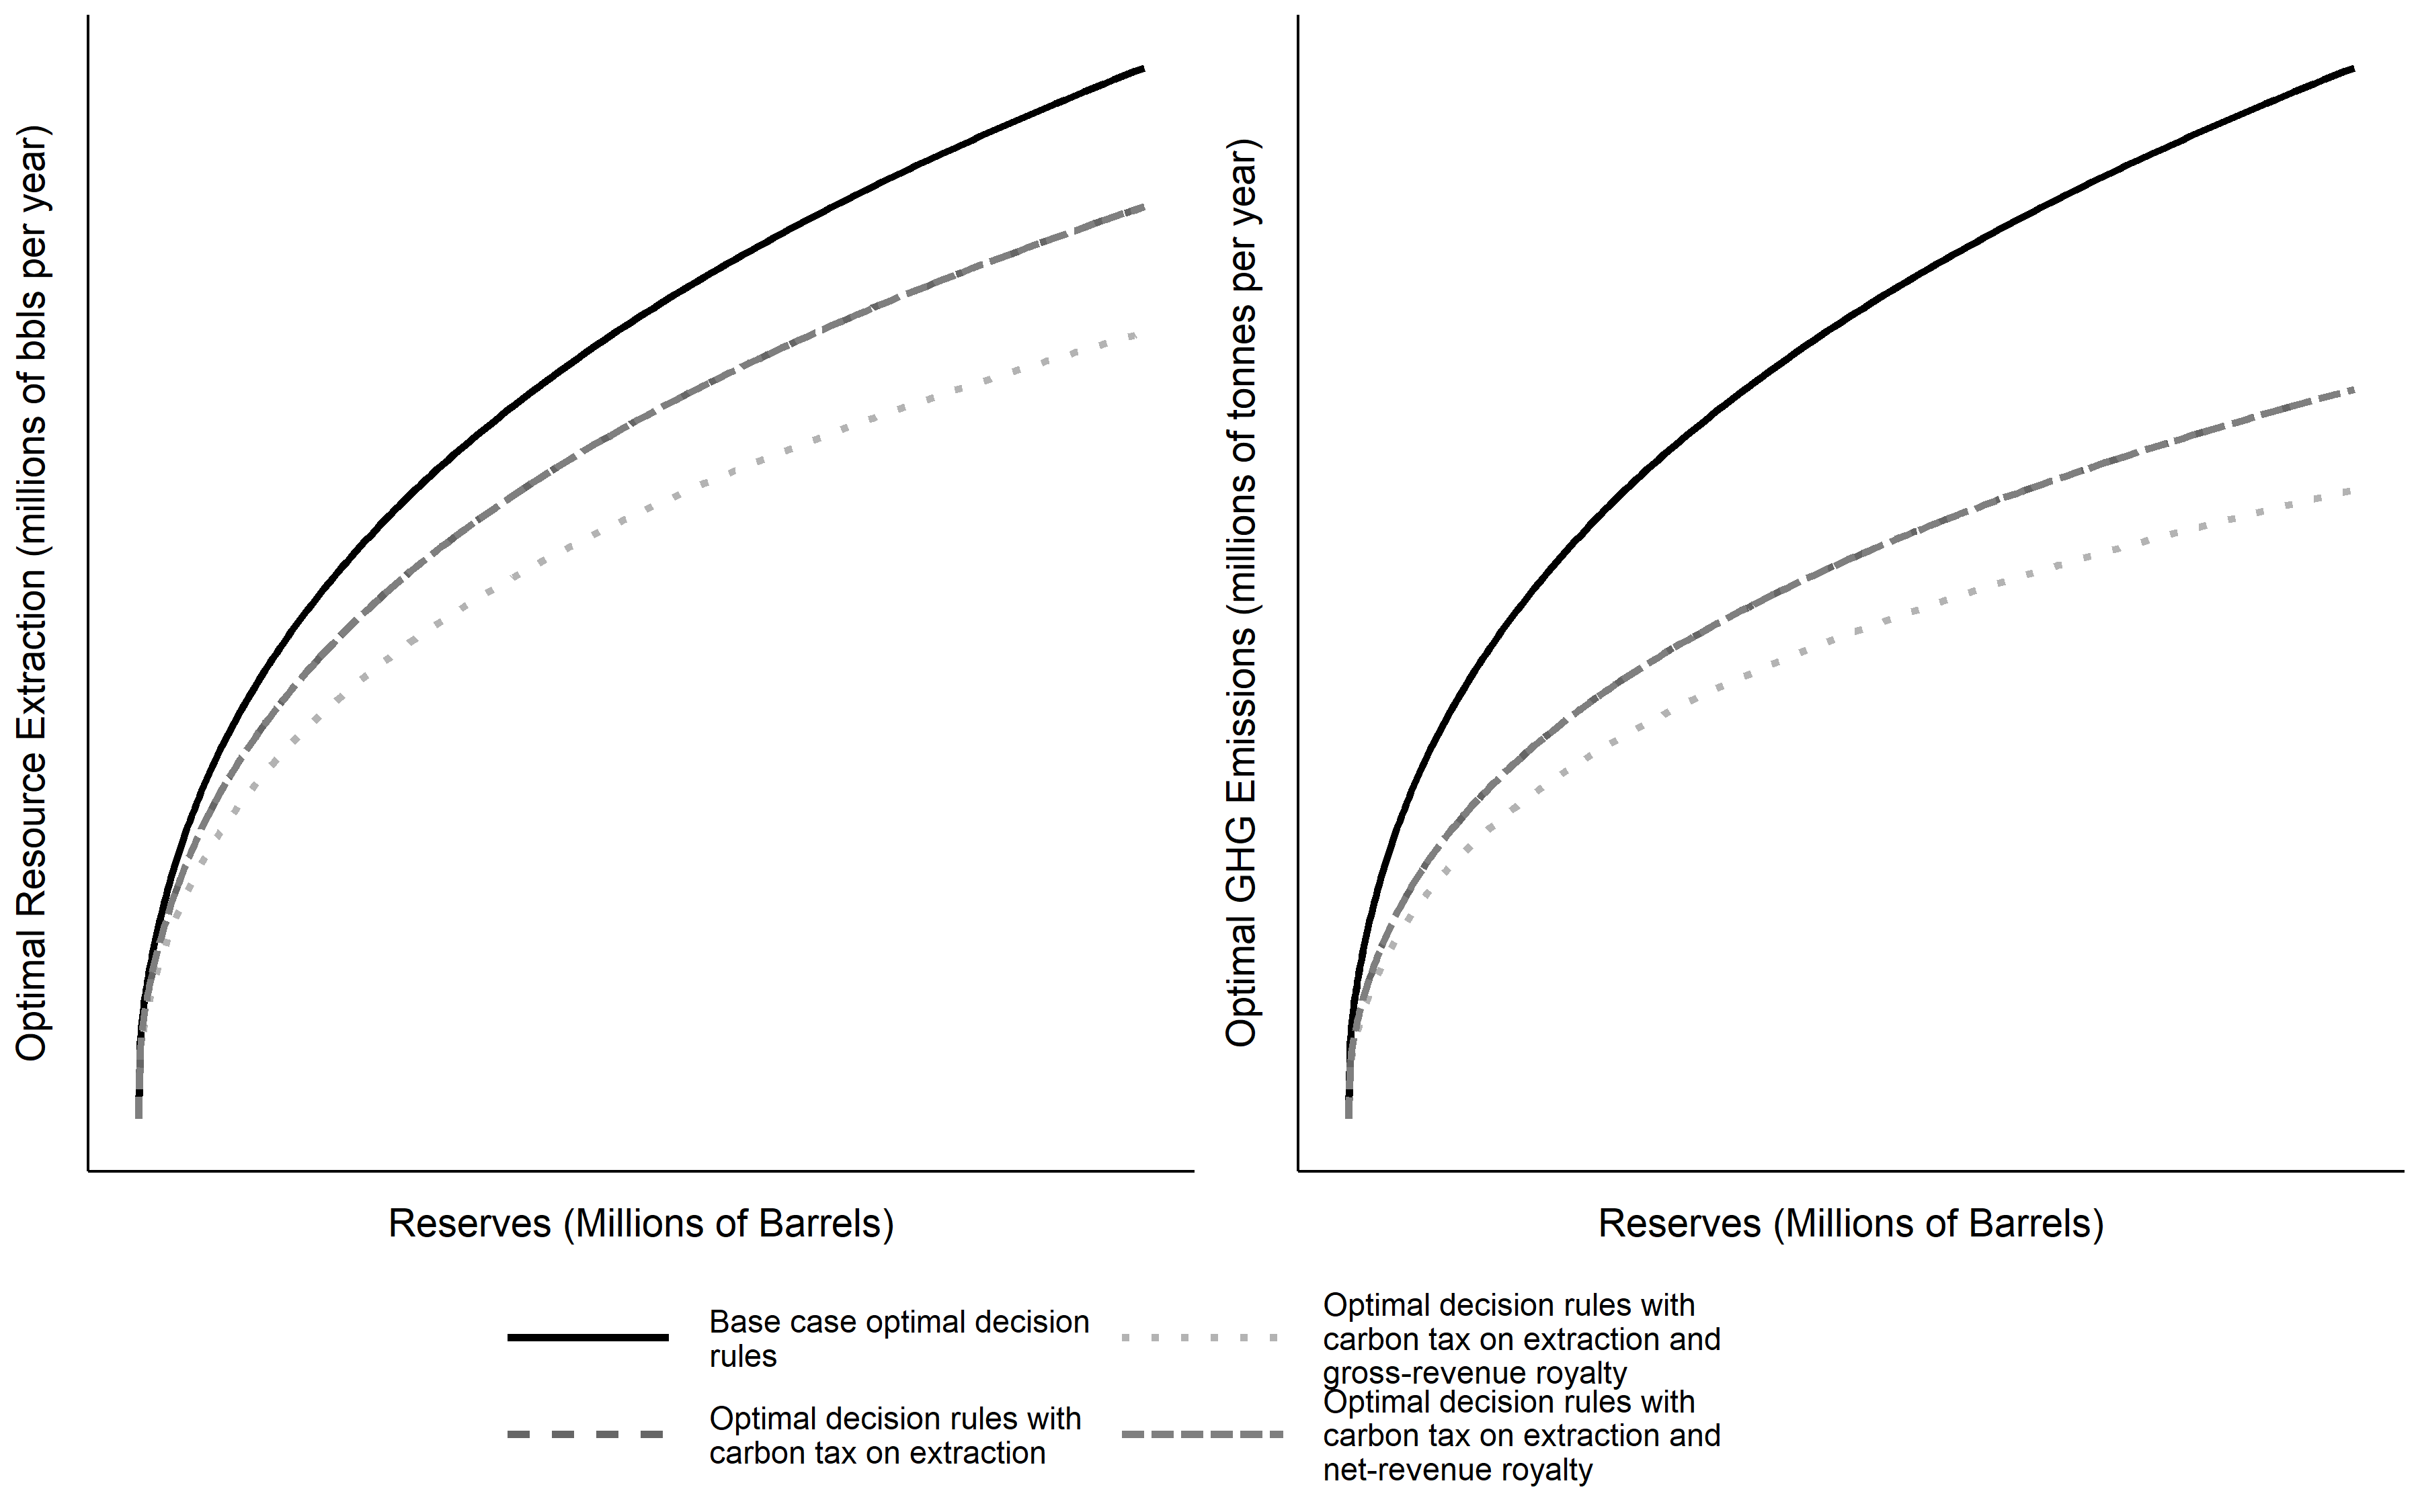 Optimal Resource Extraction (millions of bbls per year)
Reserves (Millions of Barrels)
Optimal GHG Emissions (millions of tonnes per year)
Reserves (Millions of Barrels)
Base case optimal decision
rules
Optimal decision rules with
carbon tax on extraction
Optimal decision rules with
carbon tax on extraction and
gross-revenue royalty
Optimal decision rules with
carbon tax on extraction and
net-revenue royalty